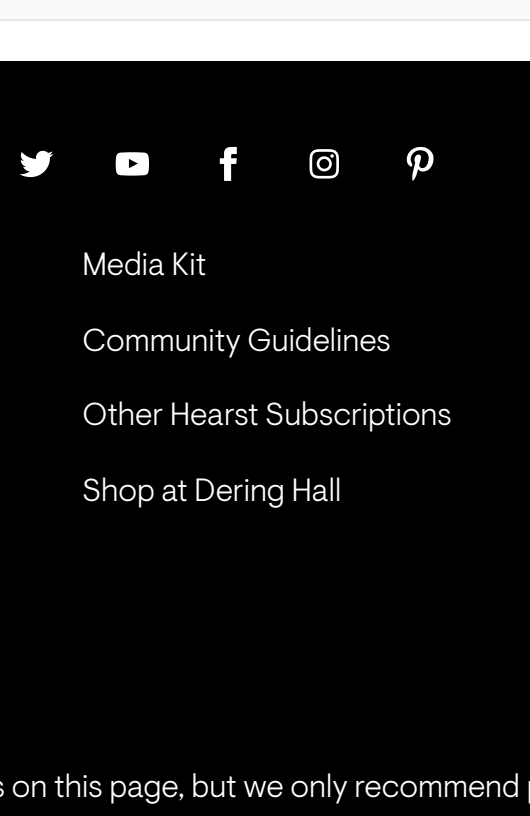 Media Kit
Community Guidelines
Other Hearst Subscriptions
Shop at Dering Hall
s on this page, but we only recommend